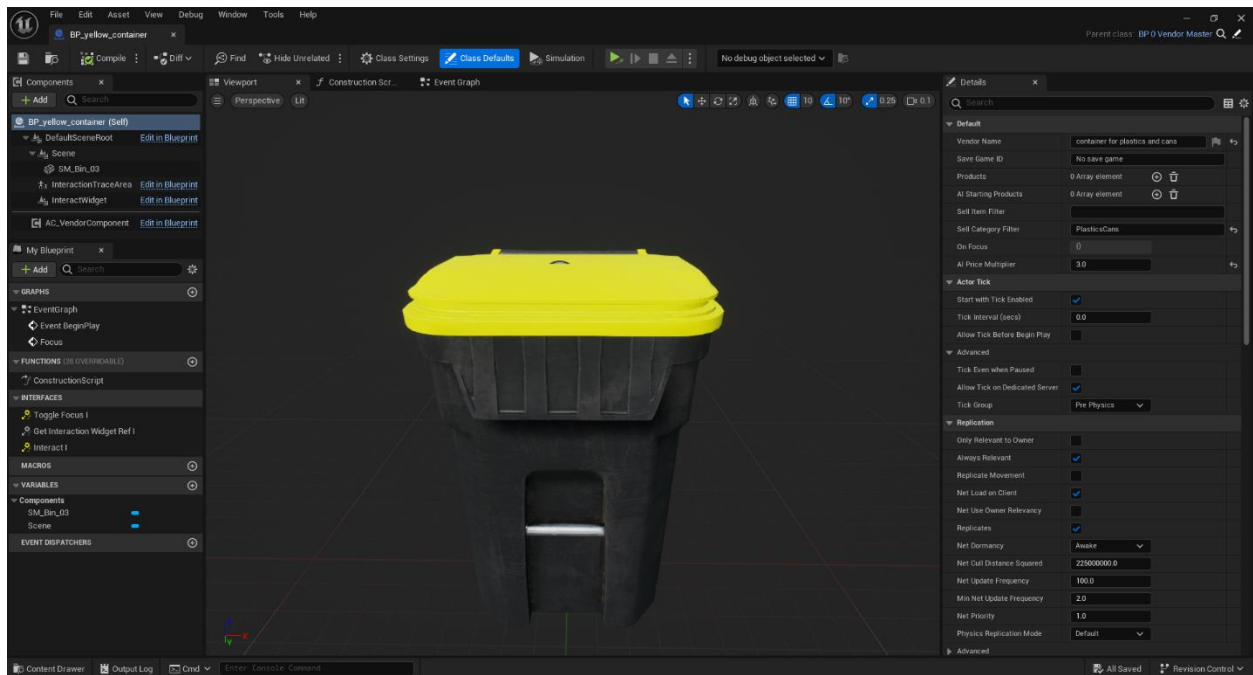 File Edit Asset View Debug Window Tools Help
BP_yellow_container
Parent class: BP 0 Vendor Master
Compile Diff Find Hide Unrelated Class Settings Class Defaults Simulation No debug object selected
Components
Add Search
BP_yellow_container (Self)
DefaultSceneRoot Edit in Blueprint
Scene
SM_Bin_03
InteractionTraceArea Edit in Blueprint
InteractWidget Edit in Blueprint
AC_VendorComponent Edit in Blueprint
My Blueprint
Add Search
GRAPHS
EventGraph
Event BeginPlay
Focus
FUNCTIONS (26 OVERRIDABLE)
ConstructionScript
INTERFACES
Toggle Focus I
Get Interaction Widget Ref I
Interact I
MACROS
VARIABLES
Components
SM_Bin_03
Scene
EVENT DISPATCHERS
Viewport Construction Scr... Event Graph
Perspective Lit 10 10° 0.25 0.1
Details
Search
Default
Vendor Name container for plastics and cans
Save Game ID No save game
Products 0 Array element
AI Starting Products 0 Array element
Sell Item Filter
Sell Category Filter PlasticsCans
On Focus ()
AI Price Multiplier 3.0
Actor Tick
Start with Tick Enabled
Tick Interval (secs) 0.0
Allow Tick Before Begin Play
Advanced
Tick Even when Paused
Allow Tick on Dedicated Server
Tick Group Pre Physics
Replication
Only Relevant to Owner
Always Relevant
Replicate Movement
Net Load on Client
Net Use Owner Relevancy
Replicates
Net Dormancy Awake
Net Cull Distance Squared 225000000.0
Net Update Frequency 100.0
Min Net Update Frequency 2.0
Net Priority 1.0
Physics Replication Mode Default
Advanced
Content Drawer Output Log Cmd Enter Console Command All Saved Revision Control